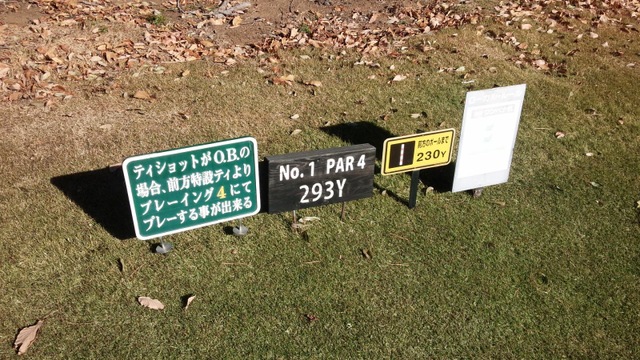 ティショットがO.B.の
場合、前方特設ティより
プレーイング4にて
プレーする事が出来る
No.1 PAR 4
293Y
230Y